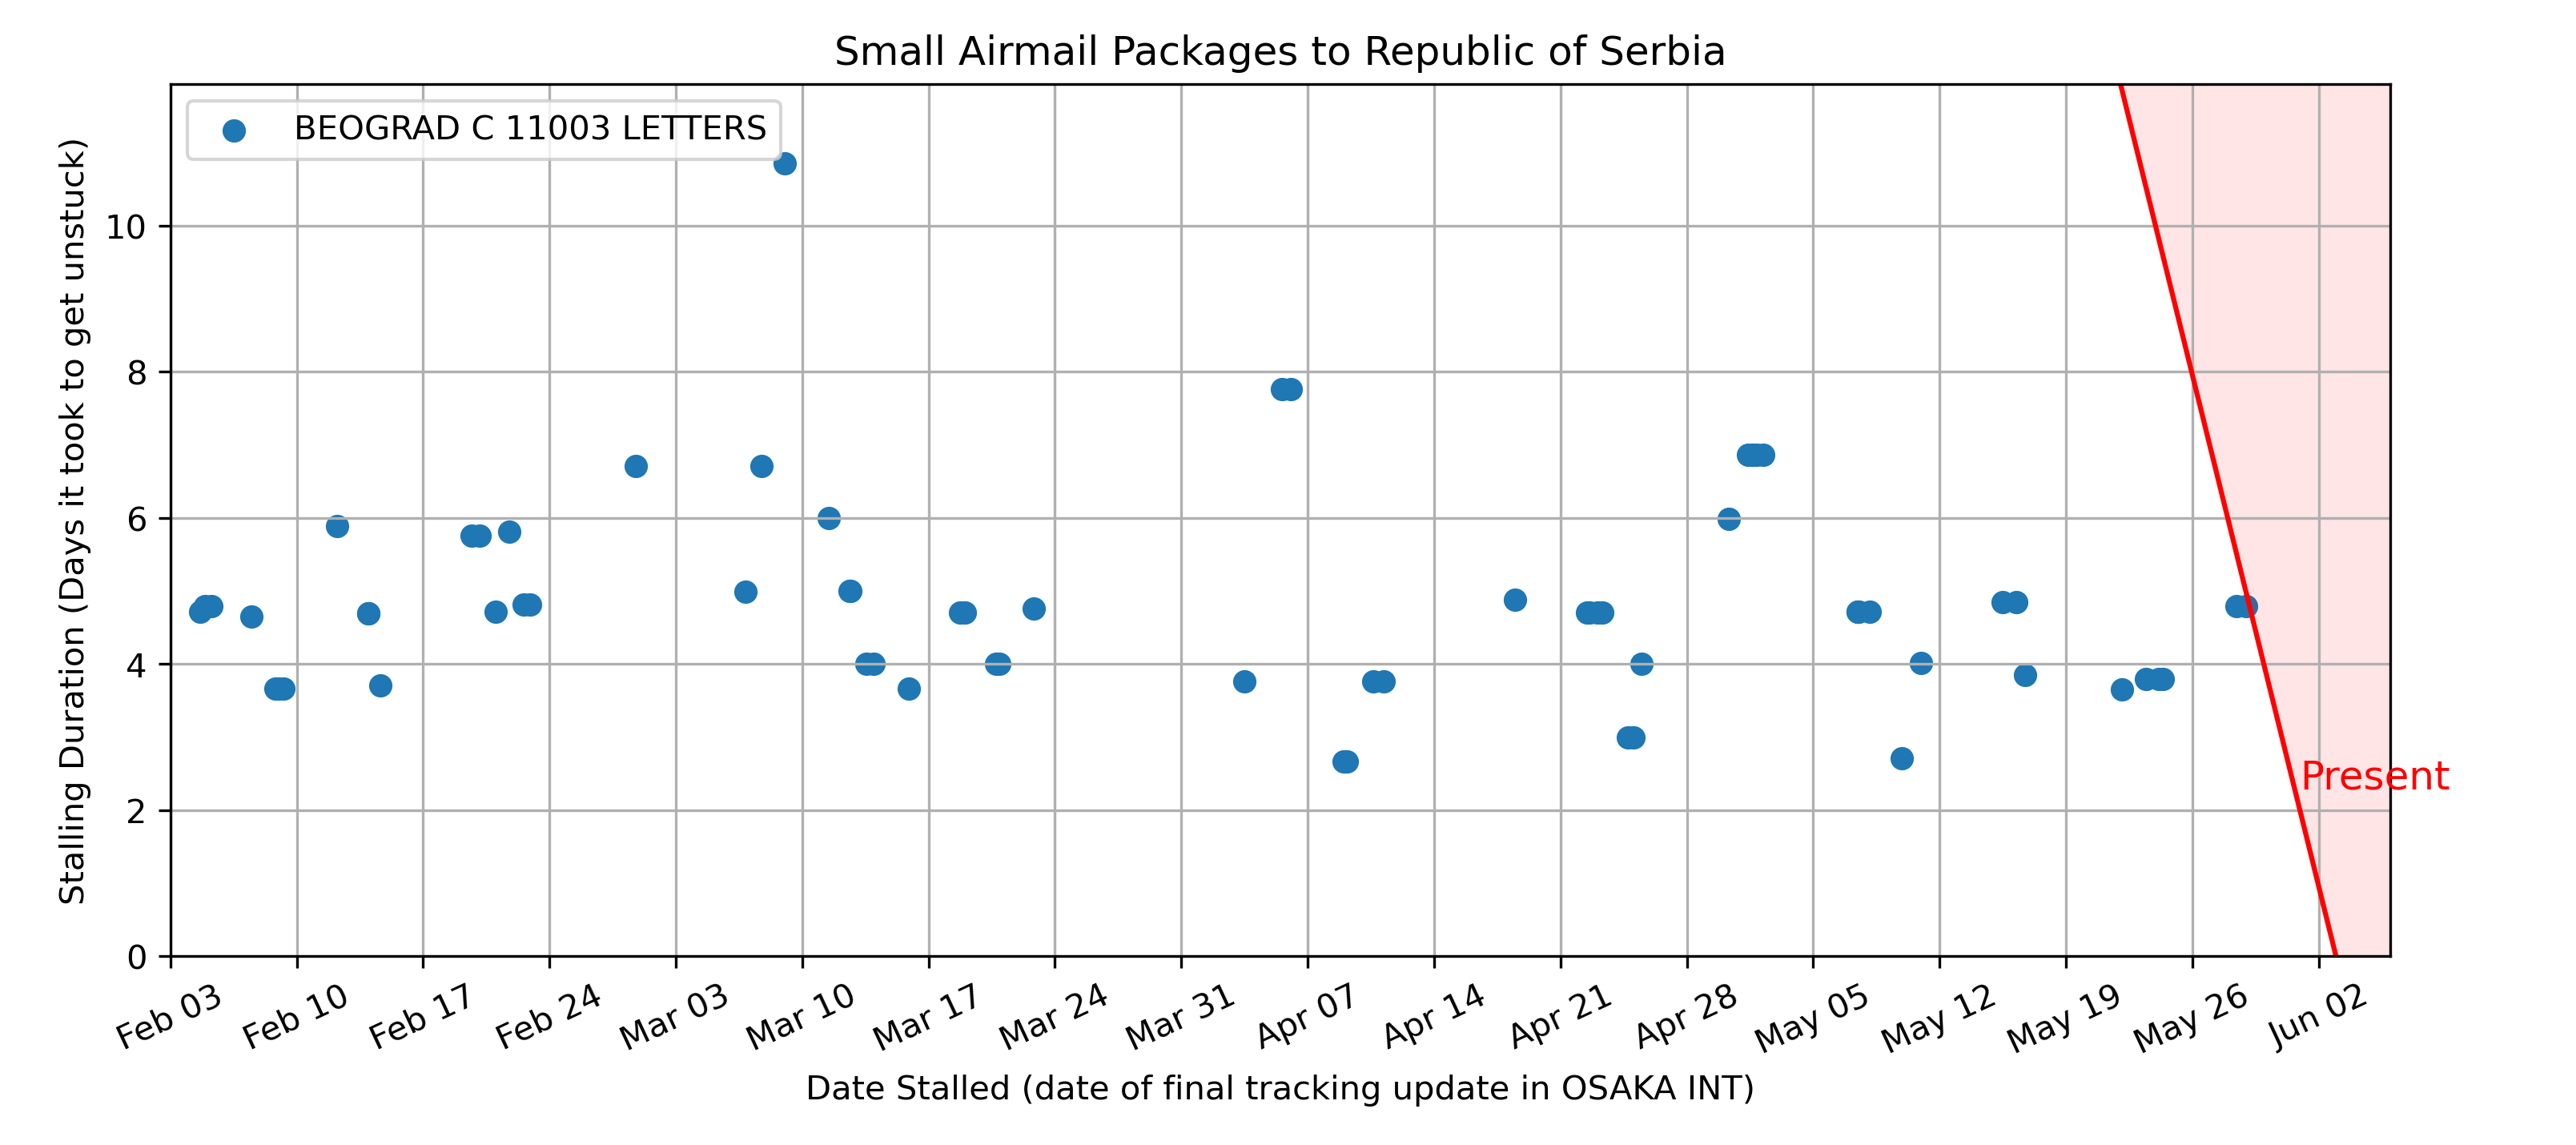 Small Airmail Packages to Republic of Serbia
BEOGRAD C 11003 LETTERS
Stalling Duration (Days it took to get unstuck)
10
8
6
4
2
0
Present
Feb 03 Feb 10 Feb 17 Feb 24 Mar 03 Mar 10 Mar 17 Mar 24 Mar 31 Apr 07 Apr 14 Apr 21 Apr 28 May 05 May 12 May 19 May 26 Jun 02
Date Stalled (date of final tracking update in OSAKA INT)